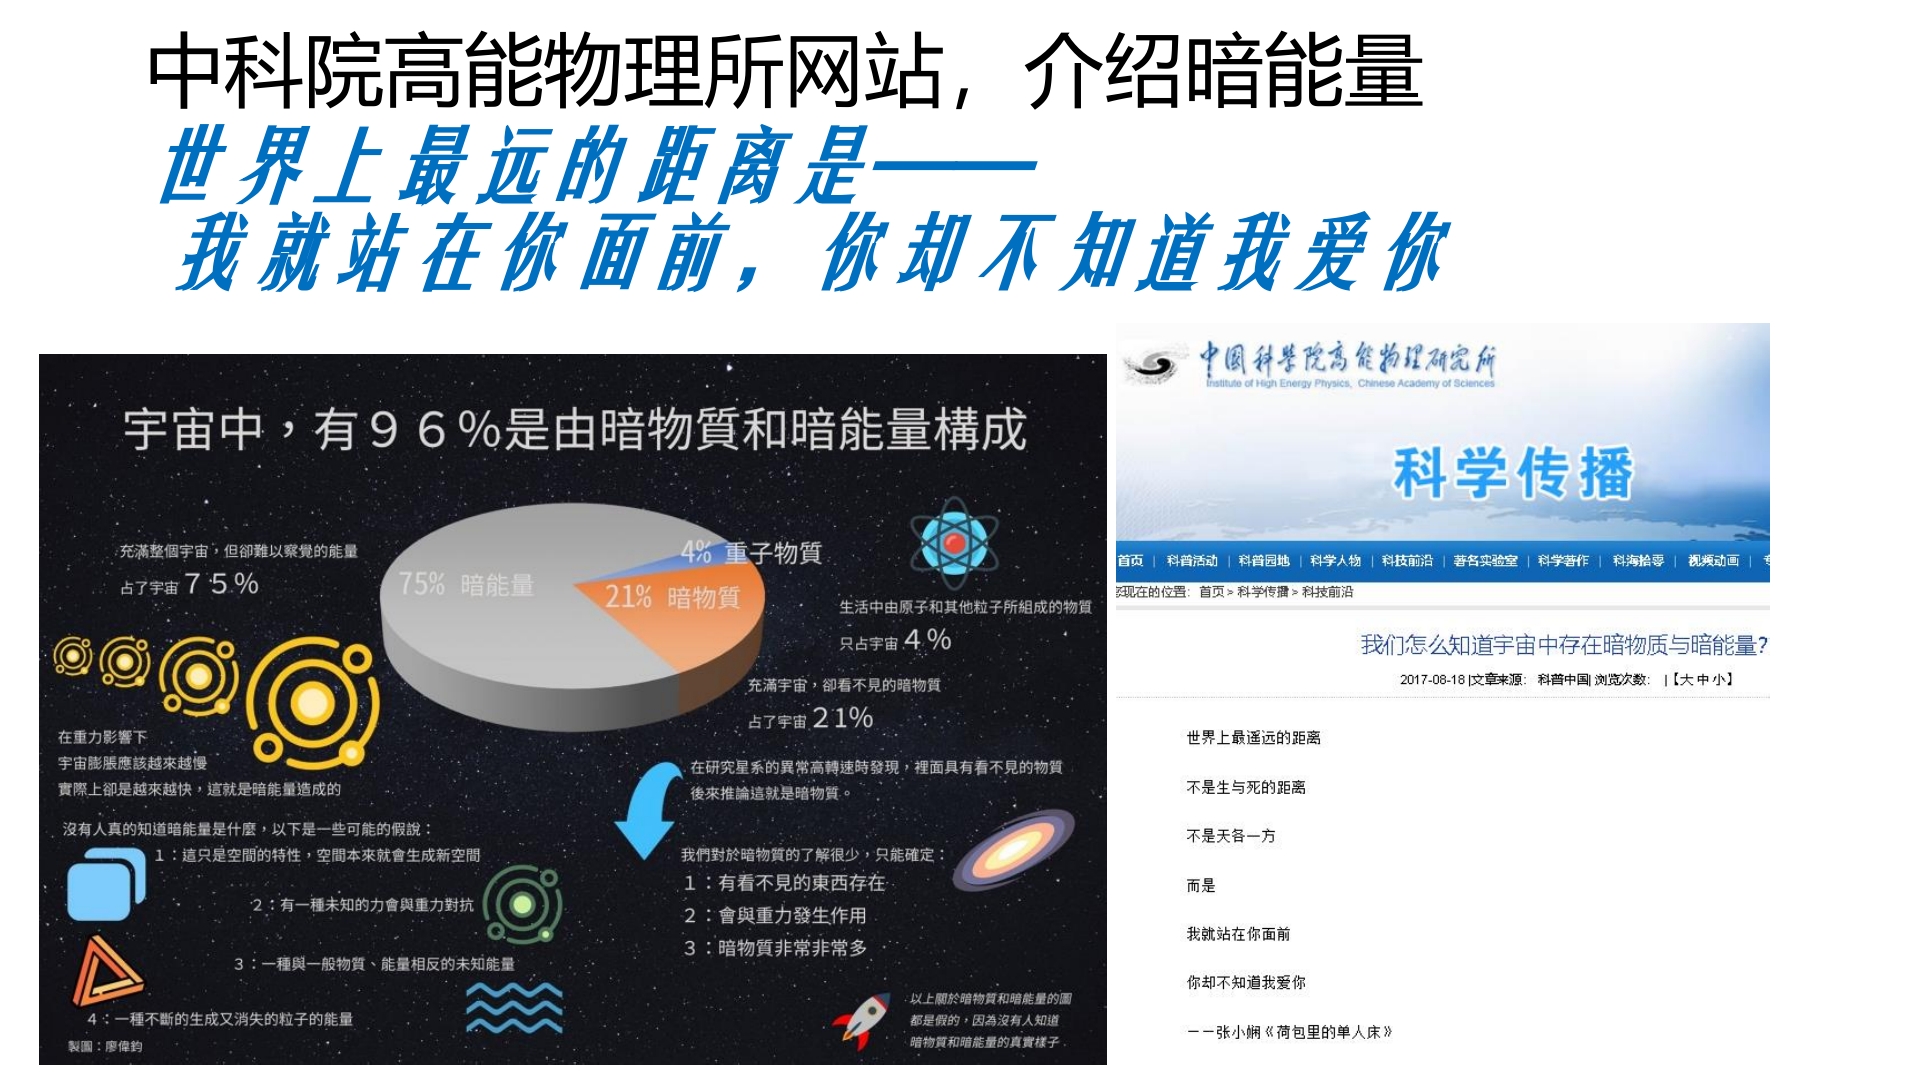 中科院高能物理所网站，介绍暗能量
世界上最远的距离是——
我就站在你面前，你却不知道我爱你
宇宙中，有９６%是由暗物質和暗能量構成
充滿整個宇宙，但卻難以察覺的能量
占了宇宙７５%
75% 暗能量
4% 重子物質
21% 暗物質
生活中由原子和其他粒子所組成的物質
只占宇宙４%
充滿宇宙，卻看不見的暗物質
占了宇宙２1%
在重力影響下
宇宙膨脹應該越來越慢
實際上卻是越來越快，這就是暗能量造成的
在研究星系的異常高轉速時發現，裡面具有看不見的物質
後來推論這就是暗物質。
沒有人真的知道暗能量是什麼，以下是一些可能的假說：
１：這只是空間的特性，空間本來就會生成新空間
２：有一種未知的力會與重力對抗
３：一種與一般物質、能量相反的未知能量
４：一種不斷的生成又消失的粒子的能量
製圖：廖偉鈞
我們對於暗物質的了解很少，只能確定：
１：有看不見的東西存在
２：會與重力發生作用
３：暗物質非常非常多
以上關於暗物質和暗能量的圖
都是假的，因為沒有人知道
暗物質和暗能量的真實樣子
中国科学院高能物理研究所
Institute of High Energy Physics, Chinese Academy of Sciences
科学传播
首页 | 科普活动 | 科普园地 | 科学人物 | 科技前沿 | 著名实验室 | 科学著作 | 科海拾零 | 视频动画 |
现在的位置：首页 > 科学传播 > 科技前沿
我们怎么知道宇宙中存在暗物质与暗能量?
2017-08-18 |文章来源： 科普中国| 浏览次数： |【大 中 小】
世界上最遥远的距离
不是生与死的距离
不是天各一方
而是
我就站在你面前
你却不知道我爱你
——张小娴《荷包里的单人床》